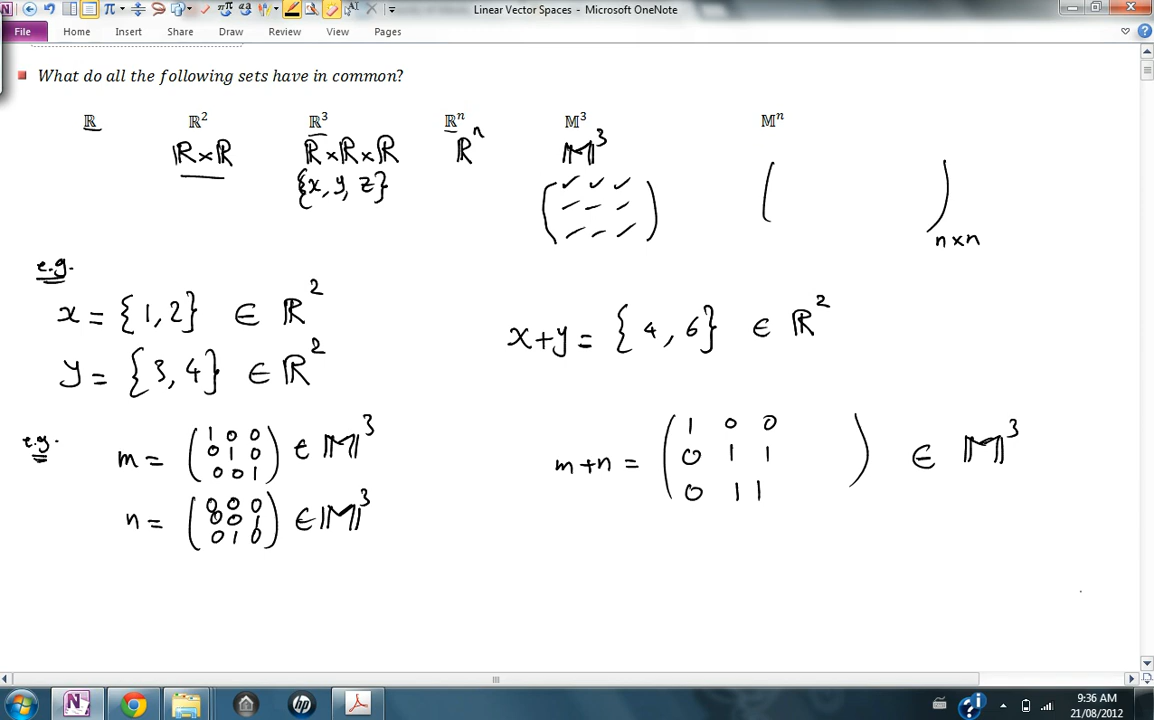 Linear Vector Spaces - Microsoft OneNote
File Home Insert Share Draw Review View Pages
What do all the following sets have in common?
ℝ ℝ² ℝ³ ℝⁿ 𝕄³ 𝕄ⁿ
ℝ×ℝ ℝ×ℝ×ℝ ℝⁿ 𝕄³
{x, y, z}
n×n
e.g.
x = {1, 2} ∈ ℝ²
x+y = {4, 6} ∈ ℝ²
y = {3, 4} ∈ ℝ²
e.g.
m = (1 0 0
0 1 0
0 0 1) ∈ 𝕄³
n = (0 0 0
0 0 1
0 1 0) ∈ 𝕄³
m+n = (1 0 0
0 1 1
0 1 1) ∈ 𝕄³
9:36 AM
21/08/2012